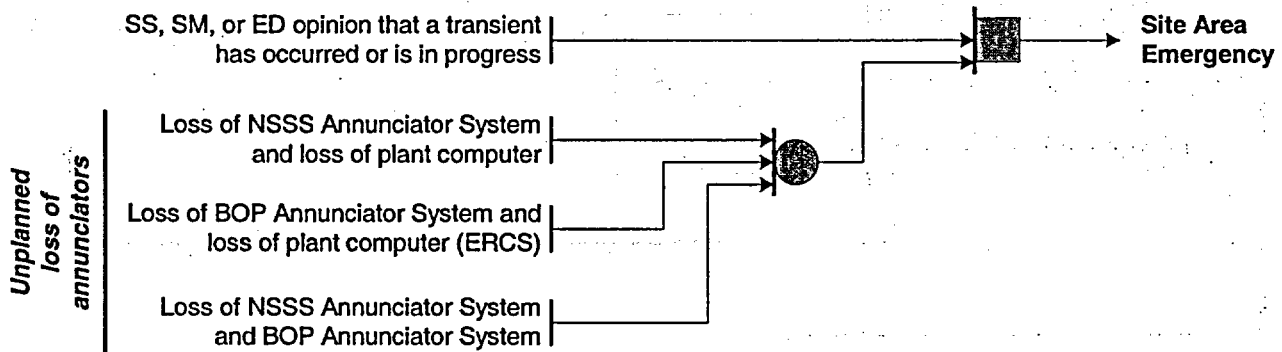 SS, SM, or ED opinion that a transient
has occurred or is in progress
Site Area
Emergency
Unplanned
loss of
annunciators
Loss of NSSS Annunciator System
and loss of plant computer
Loss of BOP Annunciator System and
loss of plant computer (ERCS)
Loss of NSSS Annunciator System
and BOP Annunciator System